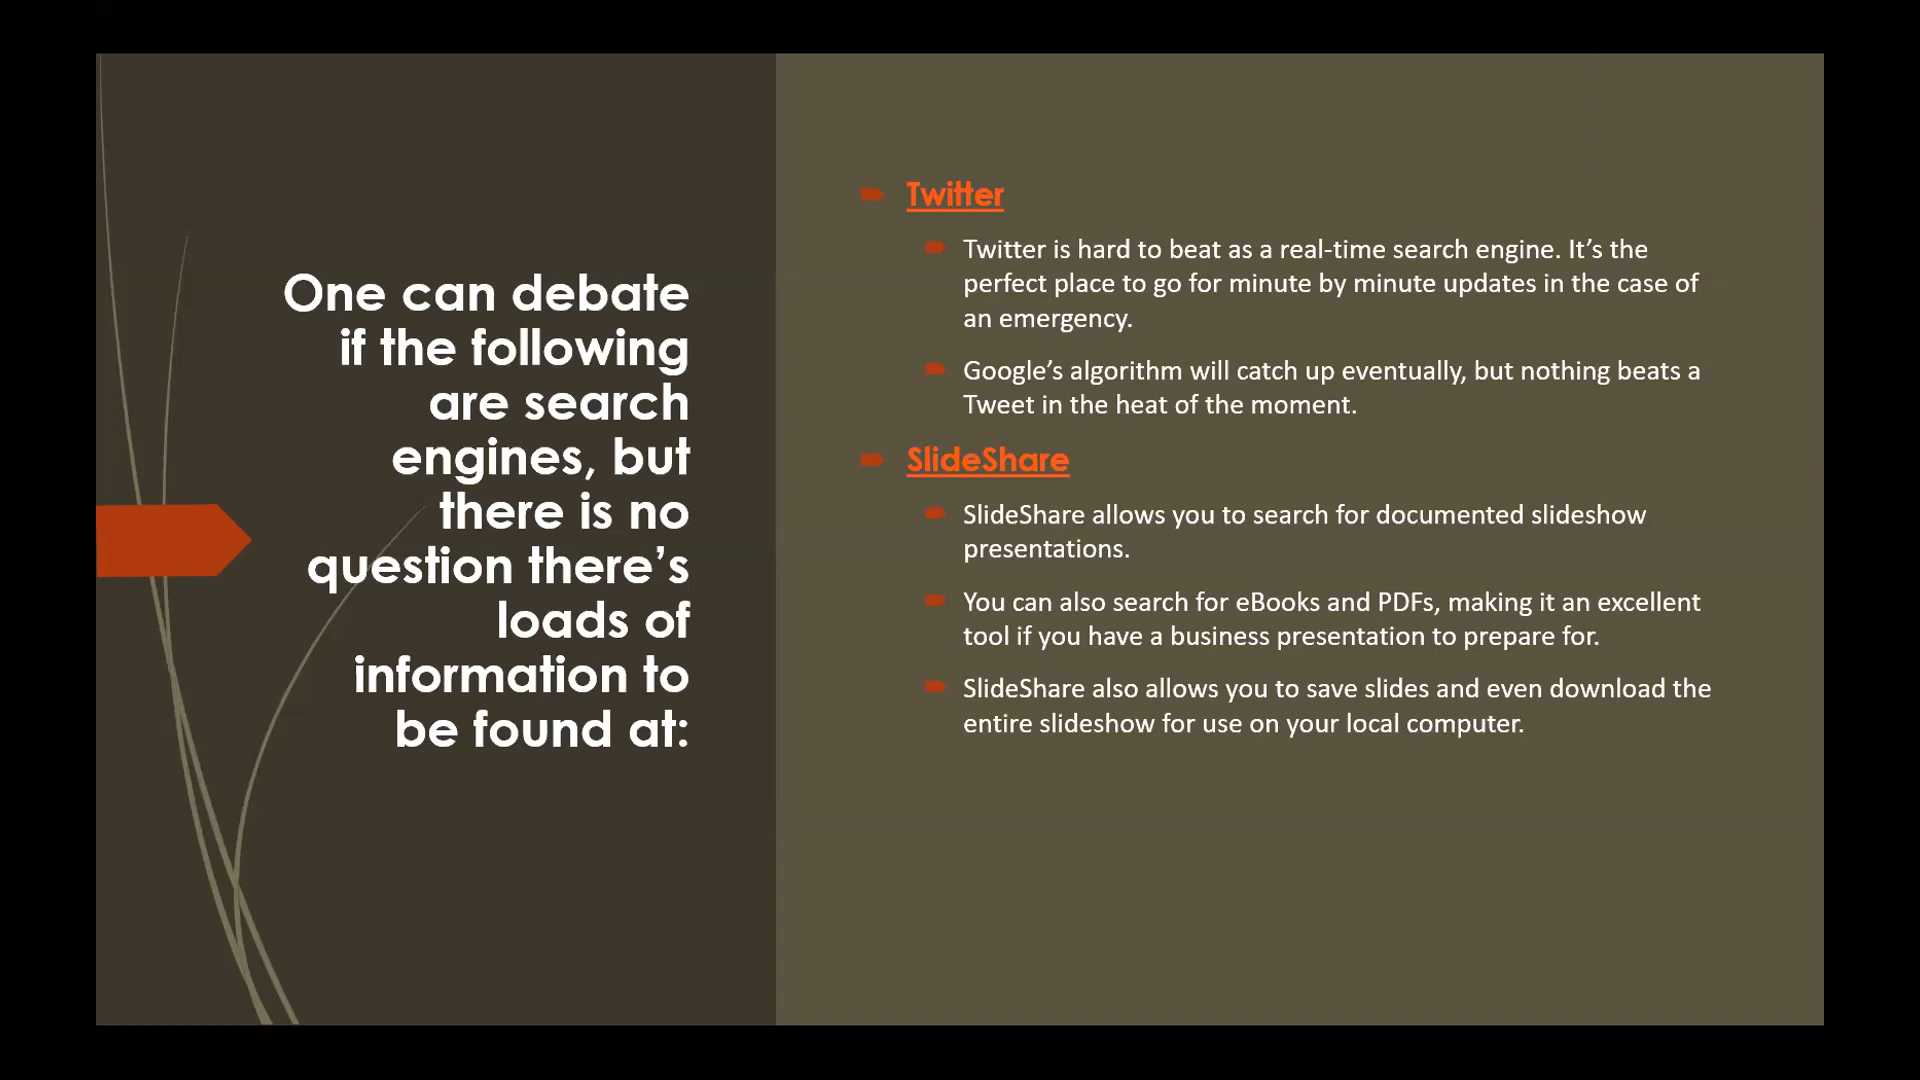 One can debate
if the following
are search
engines, but
there is no
question there’s
loads of
information to
be found at:
Twitter
Twitter is hard to beat as a real-time search engine. It’s the
perfect place to go for minute by minute updates in the case of
an emergency.
Google’s algorithm will catch up eventually, but nothing beats a
Tweet in the heat of the moment.
SlideShare
SlideShare allows you to search for documented slideshow
presentations.
You can also search for eBooks and PDFs, making it an excellent
tool if you have a business presentation to prepare for.
SlideShare also allows you to save slides and even download the
entire slideshow for use on your local computer.